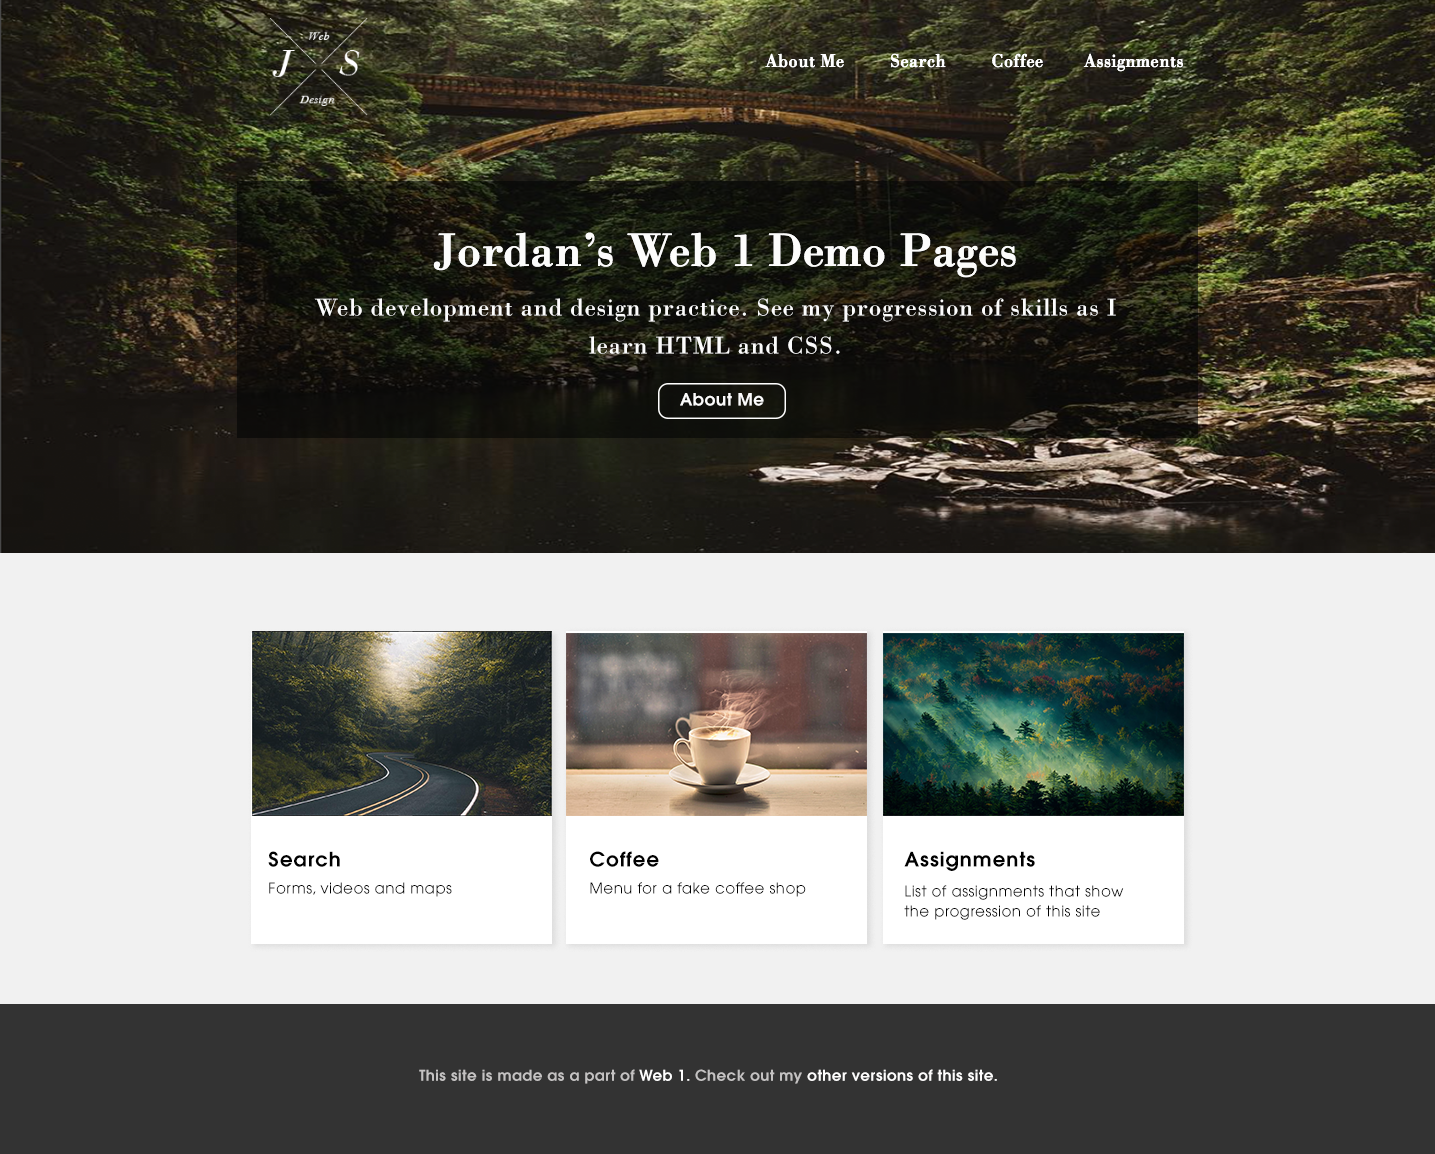 Web
J S
Design
About Me Search Coffee Assignments
Jordan’s Web 1 Demo Pages
Web development and design practice. See my progression of skills as I
learn HTML and CSS.
About Me
Search
Forms, videos and maps
Coffee
Menu for a fake coffee shop
Assignments
List of assignments that show
the progression of this site
This site is made as a part of Web 1. Check out my other versions of this site.